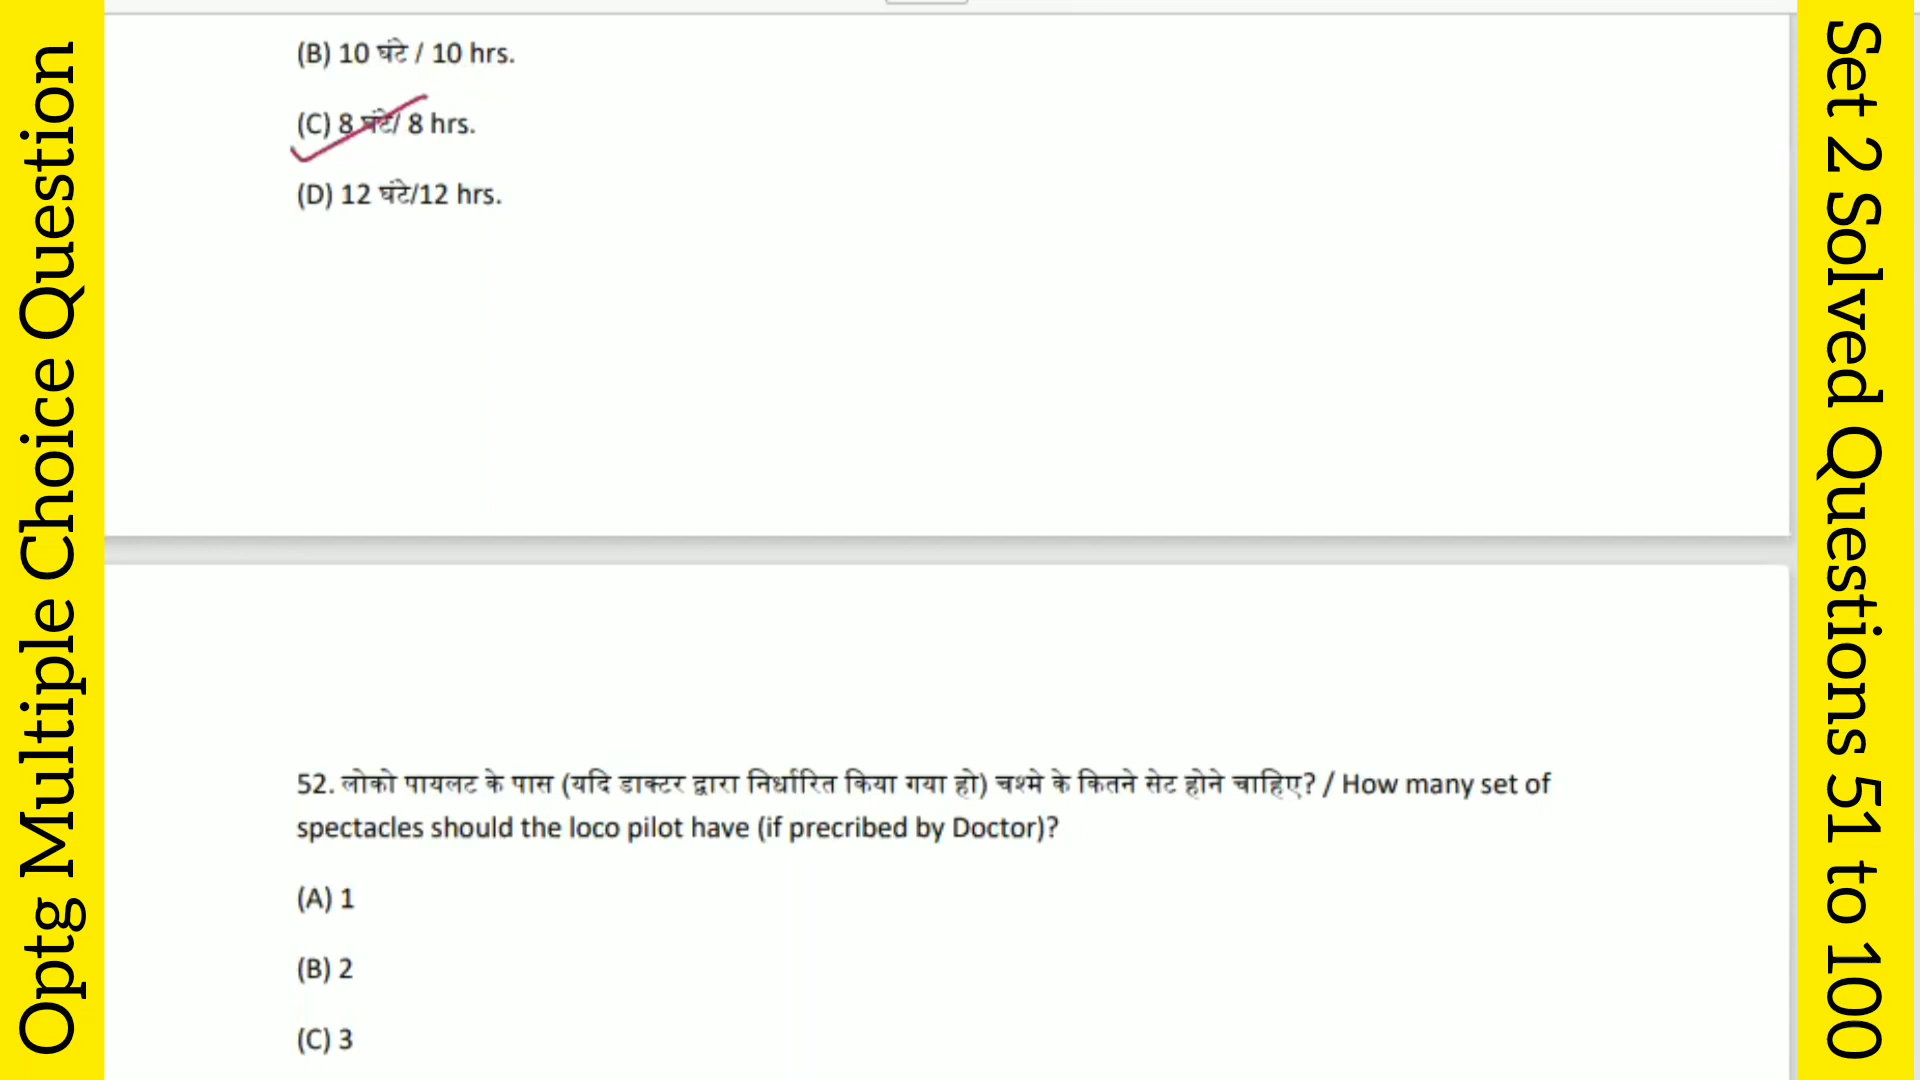 Optg Multiple Choice Question
(B) 10 घंटे / 10 hrs.
(C) 8 घंटे/ 8 hrs.
(D) 12 घंटे/12 hrs.
52. लोको पायलट के पास (यदि डाक्टर द्वारा निर्धारित किया गया हो) चश्मे के कितने सेट होने चाहिए? / How many set of
spectacles should the loco pilot have (if precribed by Doctor)?
(A) 1
(B) 2
(C) 3
Set 2 Solved Questions 51 to 100